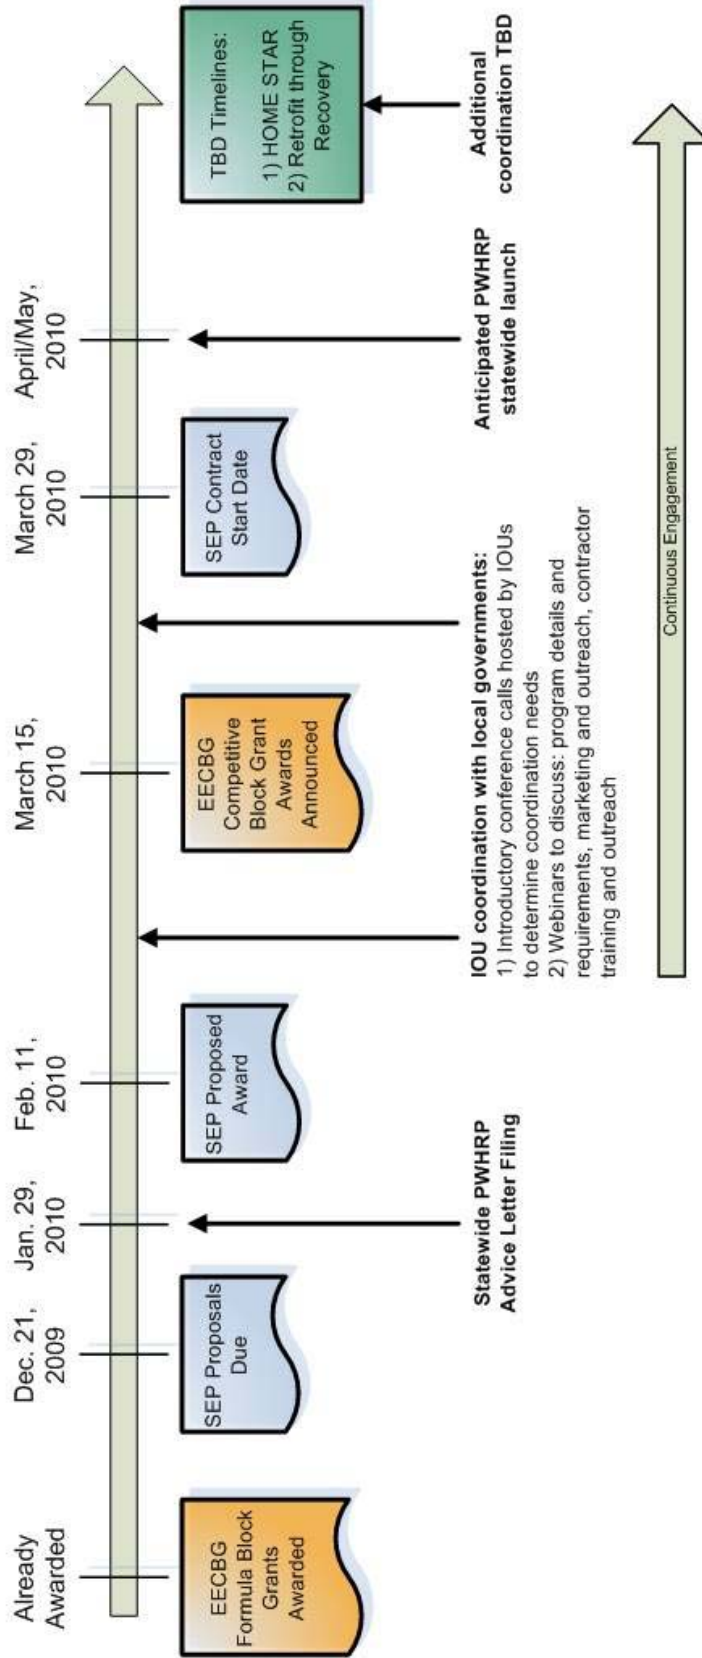 Already
Awarded
Dec. 21,
2009
Jan. 29,
2010
Feb. 11,
2010
March 15,
2010
March 29,
2010
April/May,
2010
EECBG
Formula Block
Grants
Awarded
SEP Proposals
Due
SEP Proposed
Award
EECBG
Competitive
Block Grant
Awards
Announced
SEP Contract
Start Date
TBD Timelines:
1) HOME STAR
2) Retrofit through
Recovery
Statewide PWHRP
Advice Letter Filing
IOU coordination with local governments:
1) Introductory conference calls hosted by IOUs
to determine coordination needs
2) Webinars to discuss: program details and
requirements, marketing and outreach, contractor
training and outreach
Anticipated PWHRP
statewide launch
Additional
coordination TBD
Continuous Engagement